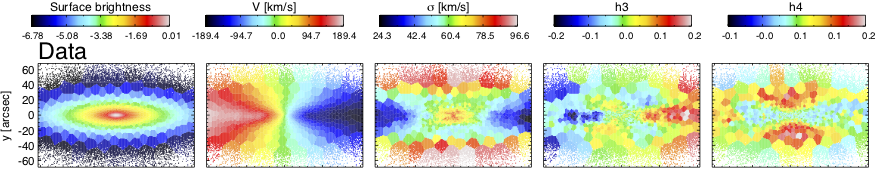 Surface brightness V [km/s] σ [km/s] h3 h4
-6.78 -5.08 -3.38 -1.69 0.01 -189.4 -94.7 0.0 94.7 189.4 24.3 42.4 60.4 78.5 96.6 -0.2 -0.1 0.0 0.1 0.2 -0.2 -0.1 -0.0 0.1 0.2
Data
y [arcsec]
60
40
20
0
-20
-40
-60